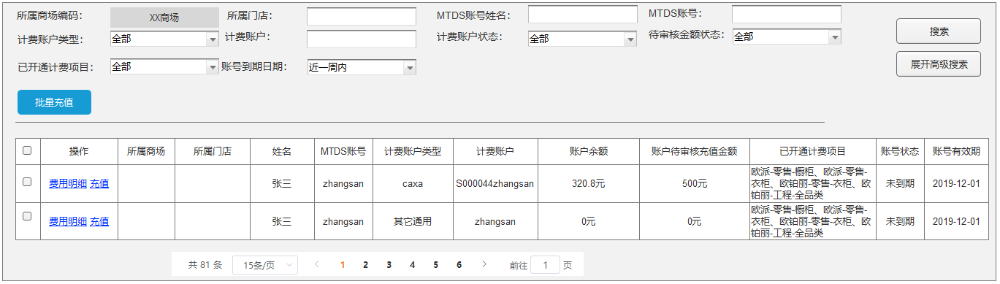 所属商场编码： XX商场 所属门店： MTDS账号姓名： MTDS账号：
搜索
计费账户类型： 全部 计费账户： 计费账户状态： 全部 待审核金额状态： 全部
展开高级搜索
已开通计费项目： 全部 账号到期日期： 近一周内
批量充值
操作 所属商场 所属门店 姓名 MTDS账号 计费账户类型 计费账户 账户余额 账户待审核充值金额 已开通计费项目 账号状态 账号有效期
费用明细 充值 张三 zhangsan caxa S000044zhangsan 320.8元 500元
欧派-零售-橱柜、欧派-零售-
衣柜、欧铂丽-零售-衣柜、欧
铂丽-工程-全品类
未到期 2019-12-01
费用明细 充值 张三 zhangsan 其它通用 zhangsan 0元 0元
欧派-零售-橱柜、欧派-零售-
衣柜、欧铂丽-零售-衣柜、欧
铂丽-工程-全品类
未到期 2019-12-01
共 81 条 15条/页 1 2 3 4 5 6 前往 1 页